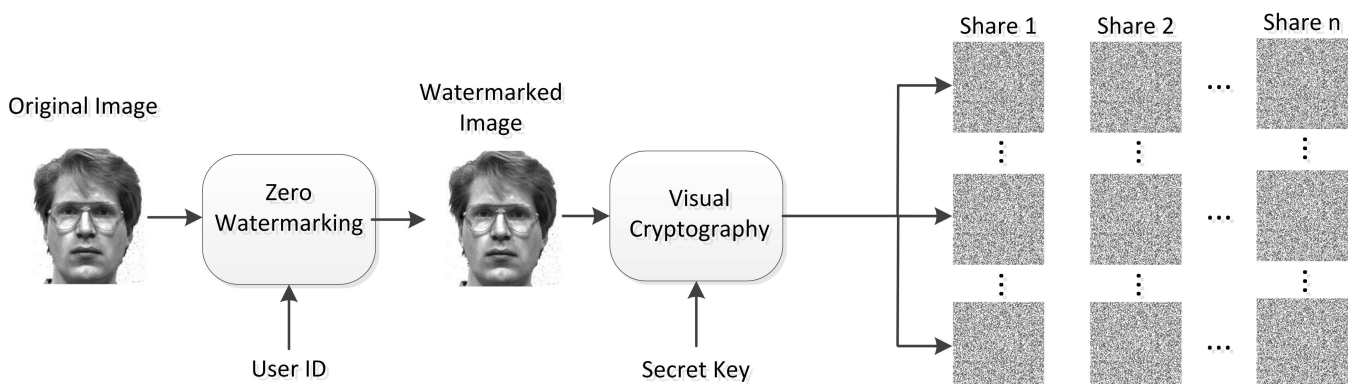 Share 1
Share 2
Share n
Original Image
Watermarked
Image
Zero
Watermarking
Visual
Cryptography
...
...
...
User ID
Secret Key